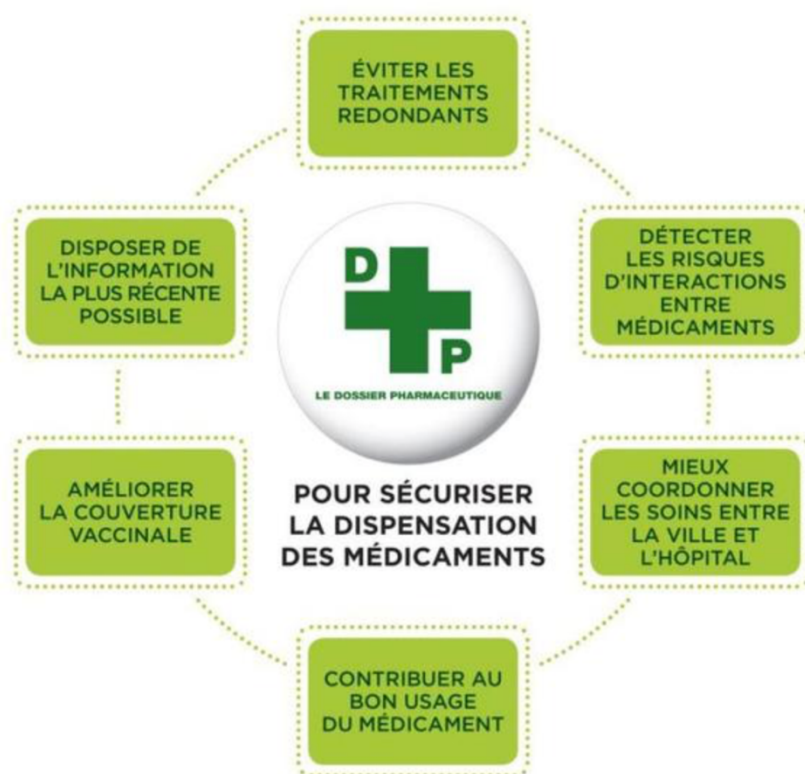 ÉVITER LES
TRAITEMENTS
REDONDANTS
DÉTECTER
LES RISQUES
D'INTERACTIONS
ENTRE
MÉDICAMENTS
MIEUX
COORDONNER
LES SOINS ENTRE
LA VILLE ET
L'HÔPITAL
CONTRIBUER AU
BON USAGE
DU MÉDICAMENT
AMÉLIORER
LA COUVERTURE
VACCINALE
DISPOSER DE
L'INFORMATION
LA PLUS RÉCENTE
POSSIBLE
D
P
LE DOSSIER PHARMACEUTIQUE
POUR SÉCURISER
LA DISPENSATION
DES MÉDICAMENTS